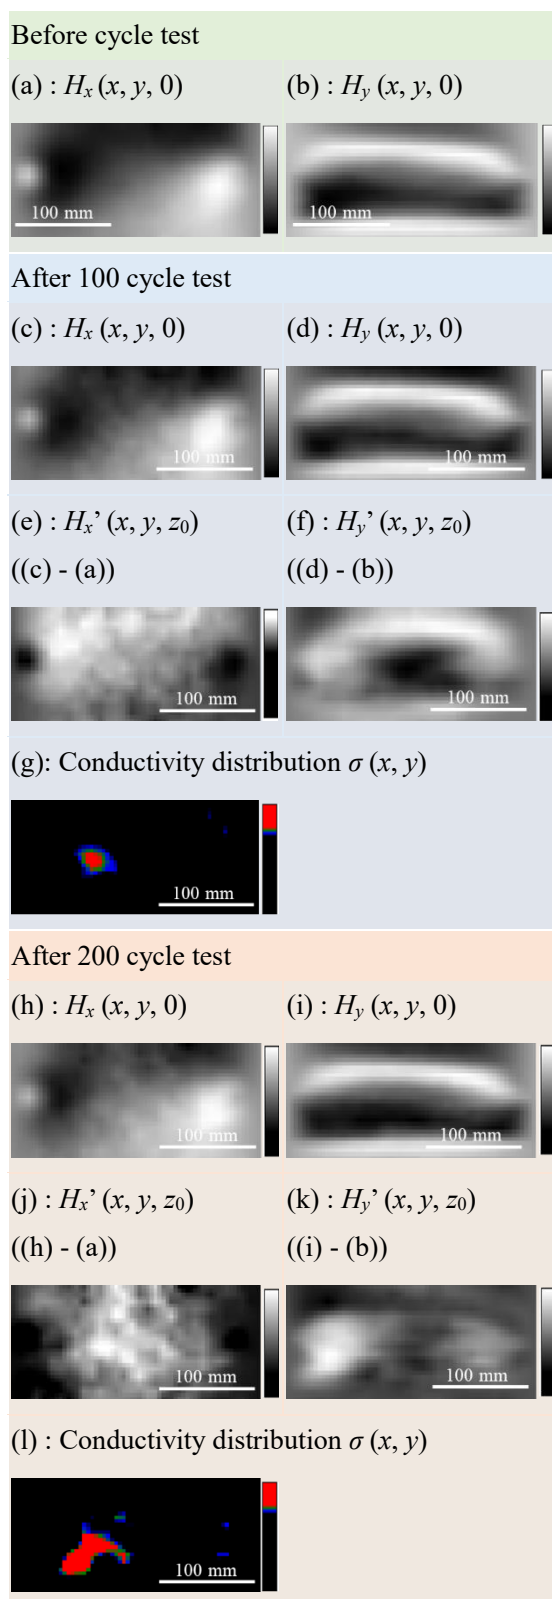 Before cycle test
(a) : Hx (x, y, 0) (b) : Hy (x, y, 0)
100 mm 100 mm
After 100 cycle test
(c) : Hx (x, y, 0) (d) : Hy (x, y, 0)
100 mm 100 mm
(e) : Hx’ (x, y, z0) (f) : Hy’ (x, y, z0)
((c) - (a)) ((d) - (b))
100 mm 100 mm
(g): Conductivity distribution σ (x, y)
100 mm
After 200 cycle test
(h) : Hx (x, y, 0) (i) : Hy (x, y, 0)
100 mm 100 mm
(j) : Hx’ (x, y, z0) (k) : Hy’ (x, y, z0)
((h) - (a)) ((i) - (b))
100 mm 100 mm
(l) : Conductivity distribution σ (x, y)
100 mm